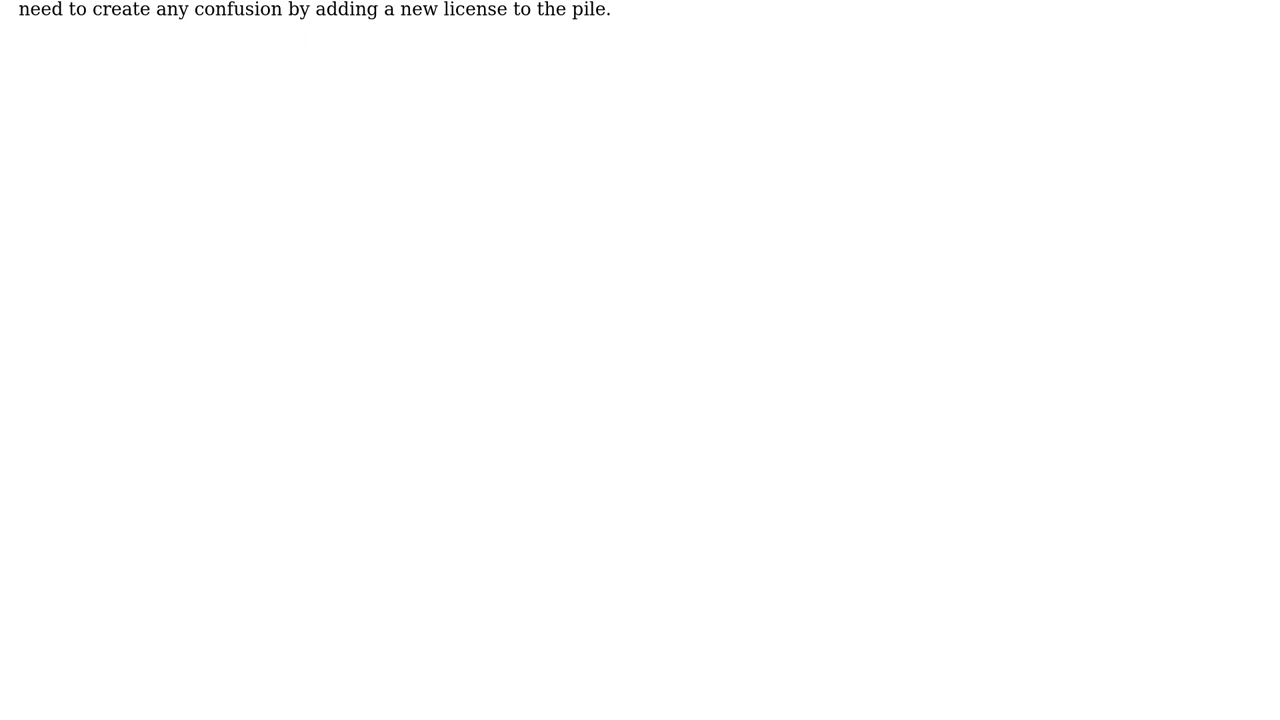 need to create any confusion by adding a new license to the pile.